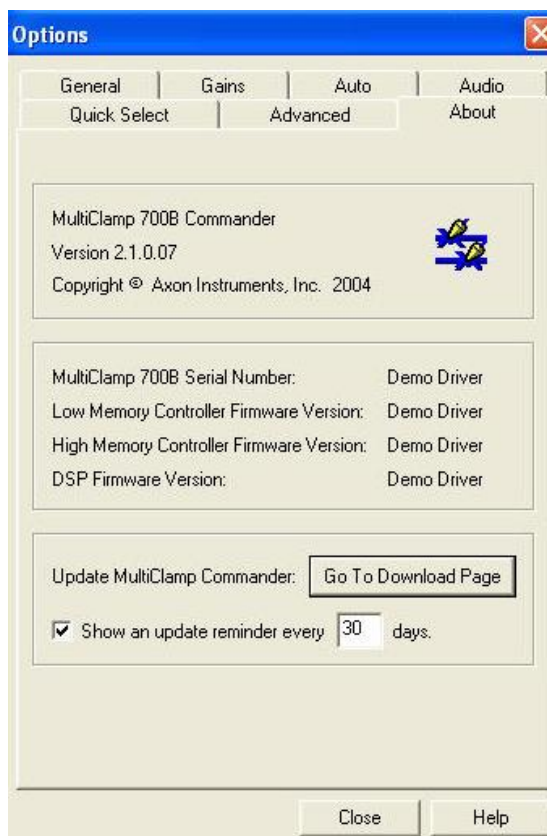 Options
General Gains Auto Audio
Quick Select Advanced About
MultiClamp 700B Commander
Version 2.1.0.07
Copyright © Axon Instruments, Inc. 2004
MultiClamp 700B Serial Number: Demo Driver
Low Memory Controller Firmware Version: Demo Driver
High Memory Controller Firmware Version: Demo Driver
DSP Firmware Version: Demo Driver
Update MultiClamp Commander: Go To Download Page
Show an update reminder every 30 days.
Close Help